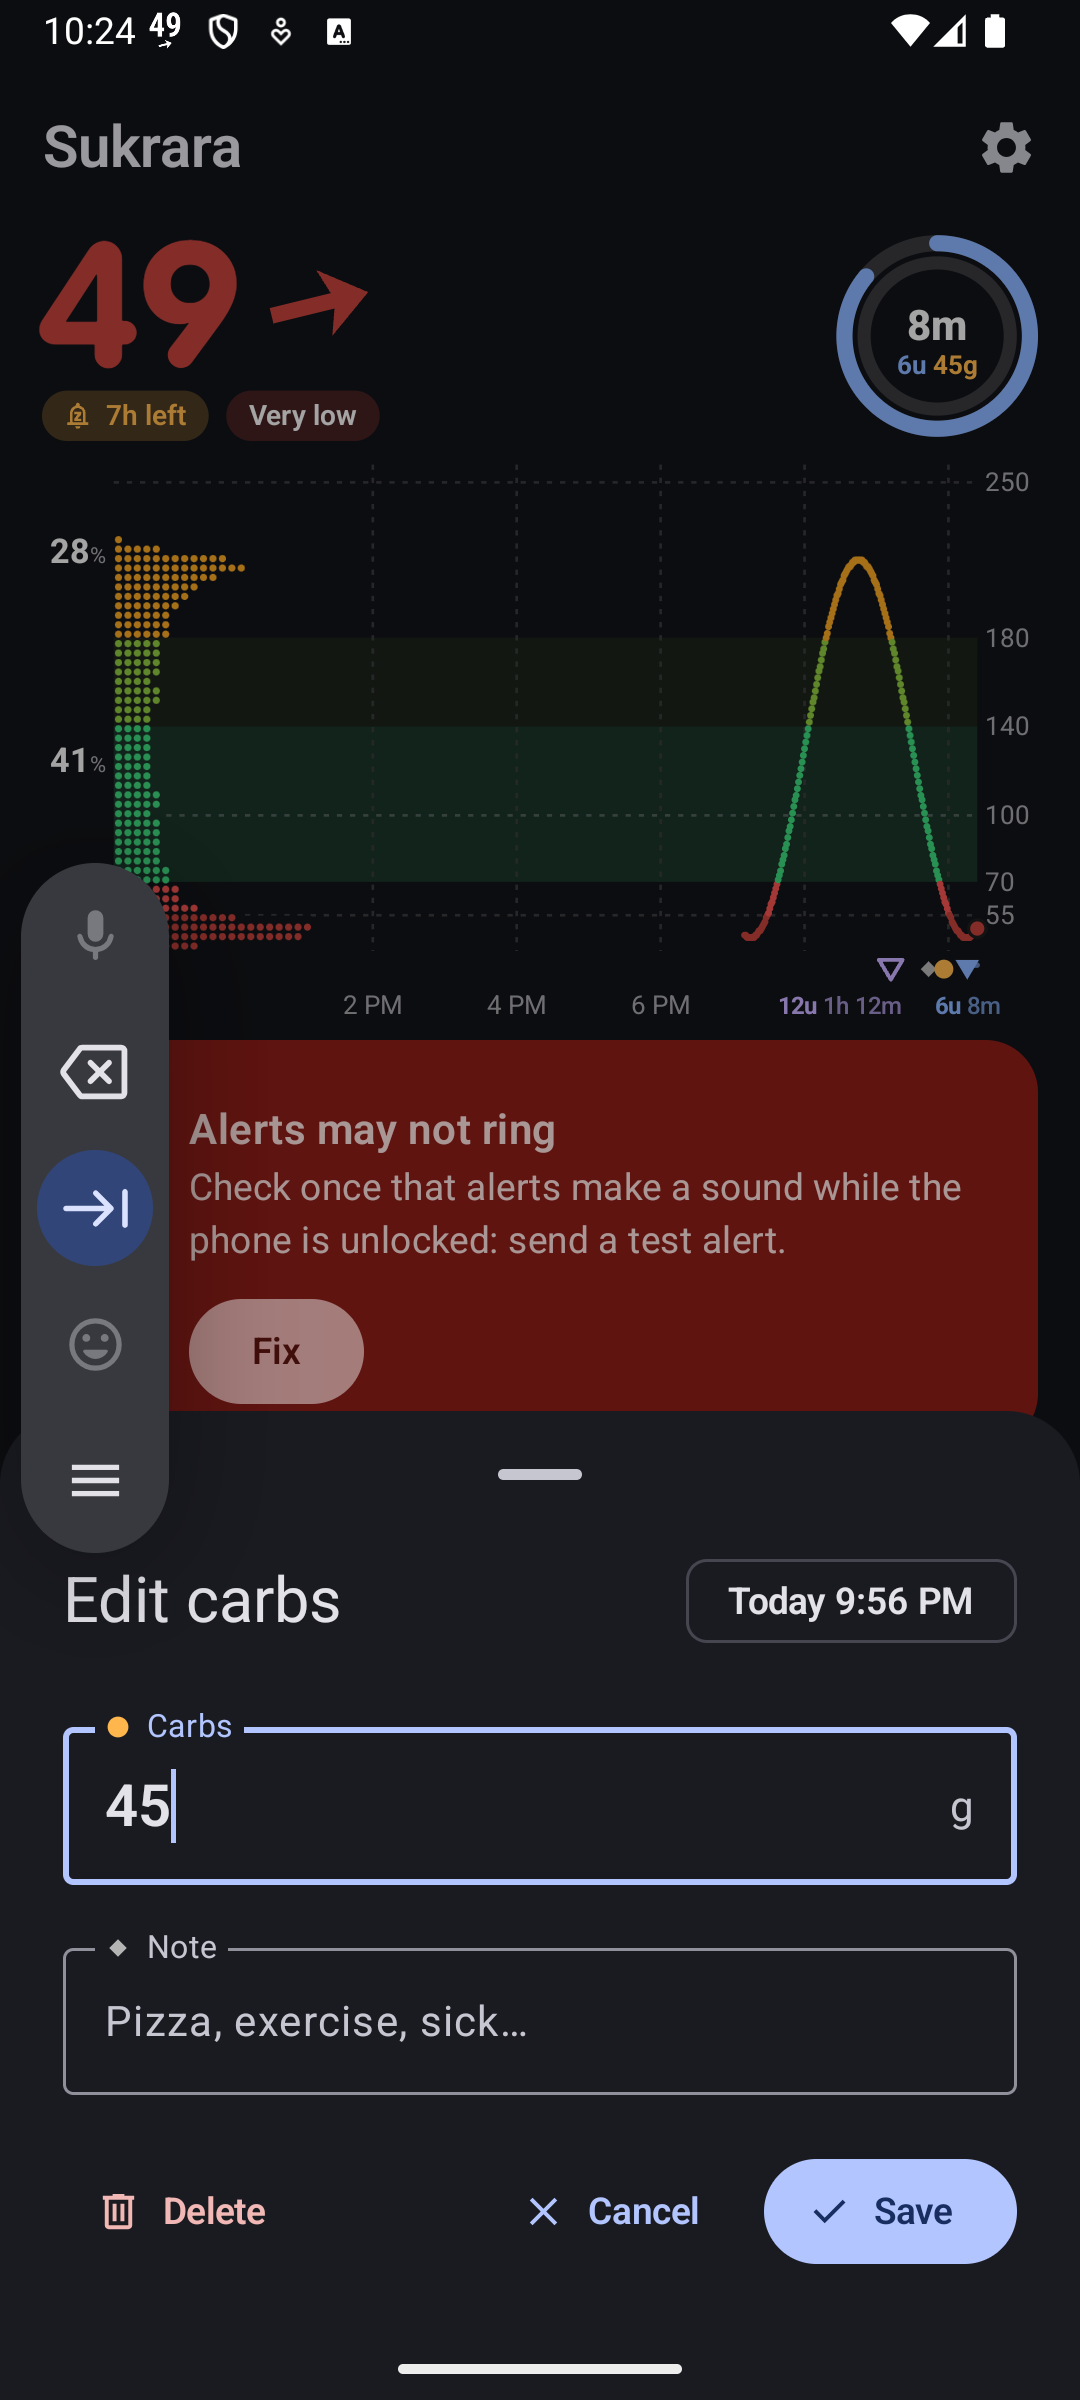 10:24 49
Sukrara
49
8m
6u 45g
7h left
Very low
250
28%
180
140
41%
100
70
55
2 PM 4 PM 6 PM 12u 1h 12m 6u 8m
Alerts may not ring
Check once that alerts make a sound while the
phone is unlocked: send a test alert.
Fix
Edit carbs
Today 9:56 PM
Carbs
45 g
Note
Pizza, exercise, sick…
Delete
Cancel
Save